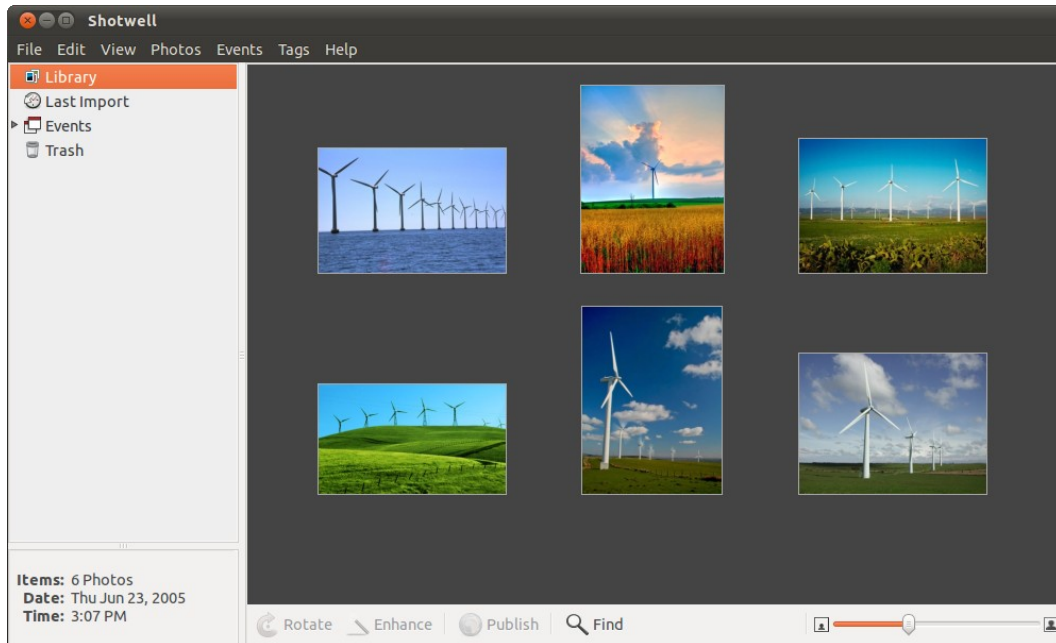 Shotwell
File Edit View Photos Events Tags Help
Library
Last Import
Events
Trash
Items: 6 Photos
Date: Thu Jun 23, 2005
Time: 3:07 PM
Rotate Enhance Publish Find